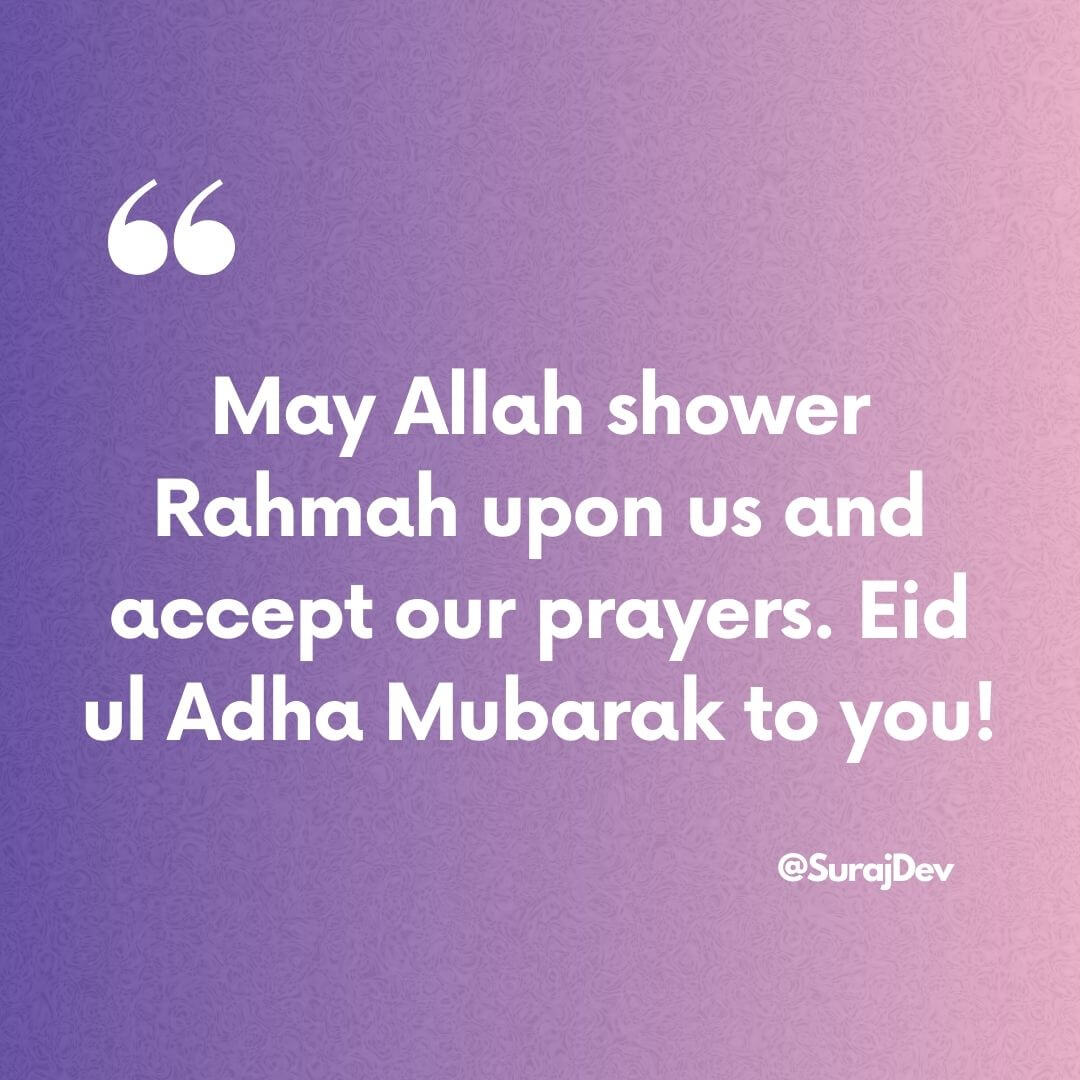 “
May Allah shower
Rahmah upon us and
accept our prayers. Eid
ul Adha Mubarak to you!
@SurajDev